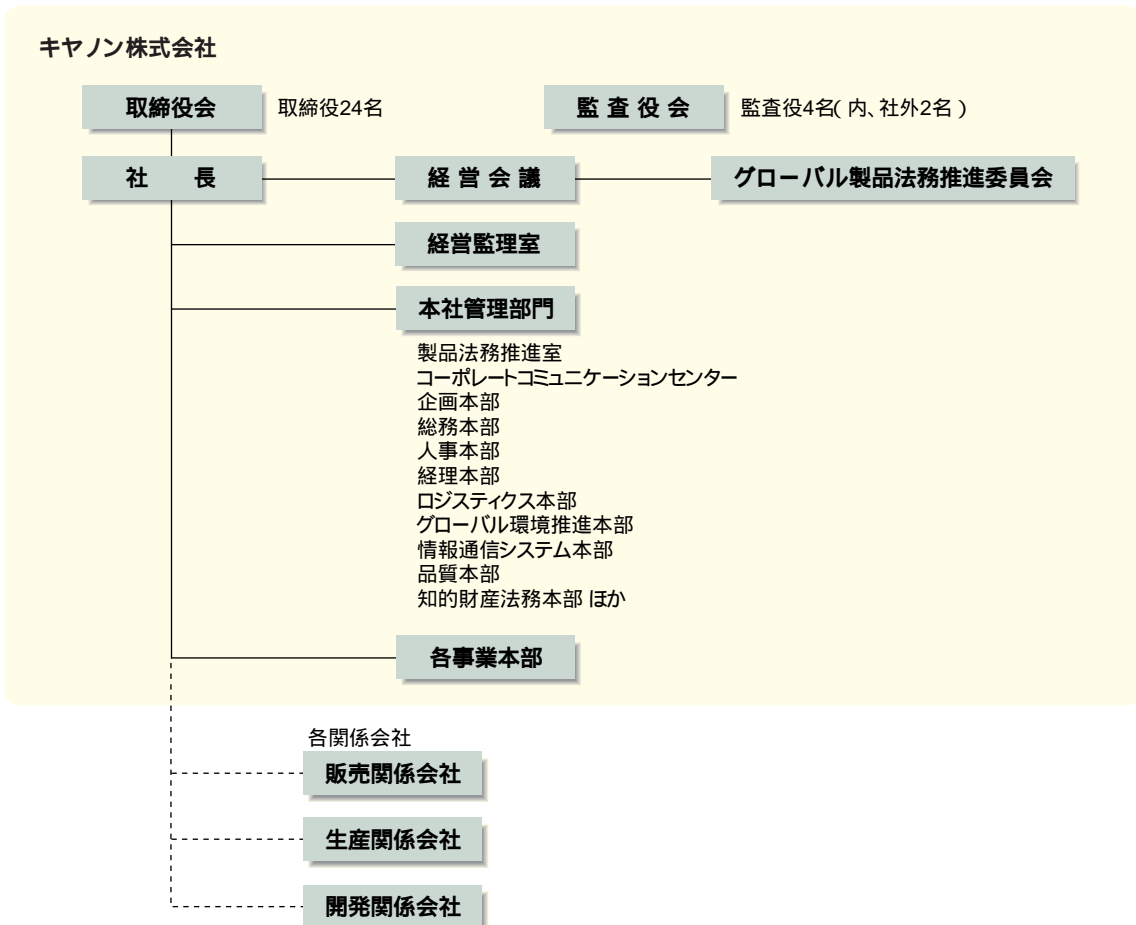 キヤノン株式会社
取締役会 取締役24名 監査役会 監査役4名(内、社外2名)
社 長 経営会議 グローバル製品法務推進委員会
経営監理室
本社管理部門
製品法務推進室
コーポレートコミュニケーションセンター
企画本部
総務本部
人事本部
経理本部
ロジスティクス本部
グローバル環境推進本部
情報通信システム本部
品質本部
知的財産法務本部 ほか
各事業本部
各関係会社
販売関係会社
生産関係会社
開発関係会社